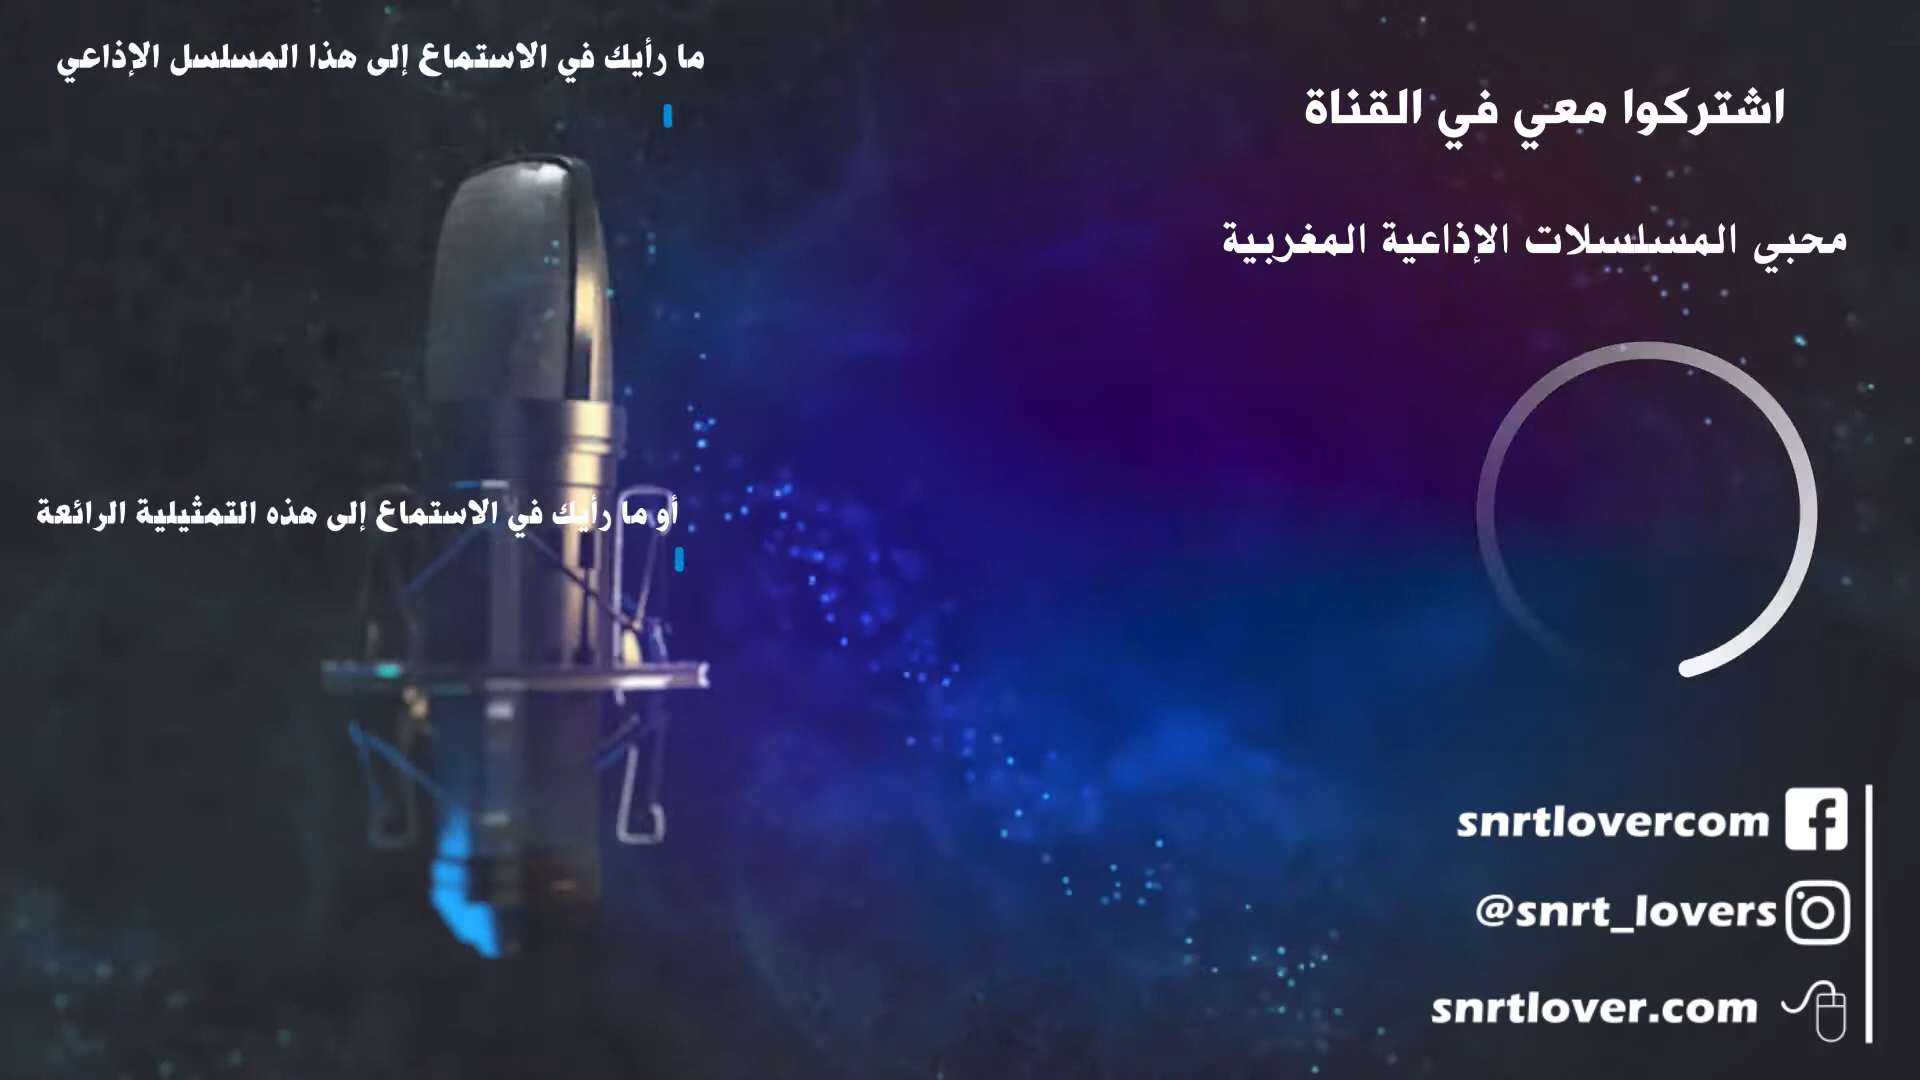 ما رأيك في الاستماع إلى هذا المسلسل الإذاعي
اشتركوا معي في القناة
محبي المسلسلات الإذاعية المغربية
أو ما رأيك في الاستماع إلى هذه التمثيلية الرائعة
snrtlovercom
@snrt_lovers
snrtlover.com